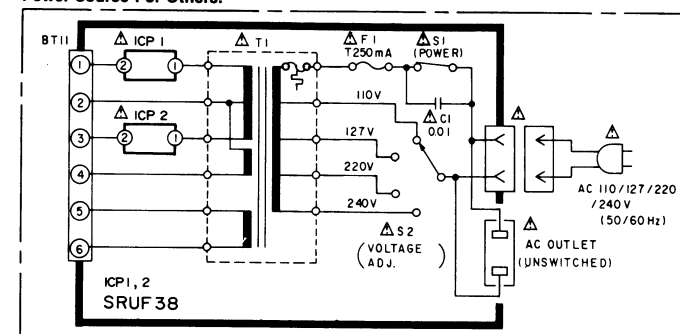 Power Source For Others.
BT11
ICP 1
T1
F1
T250mA
S1
(POWER)
1
2
1
2
110V
C1
0.01
ICP 2
3
2
1
127V
4
220V
AC 110/127/220
/240V
(50/60Hz)
5
240V
S2
(VOLTAGE
ADJ.)
AC OUTLET
(UNSWITCHED)
6
ICP1, 2
SRUF38